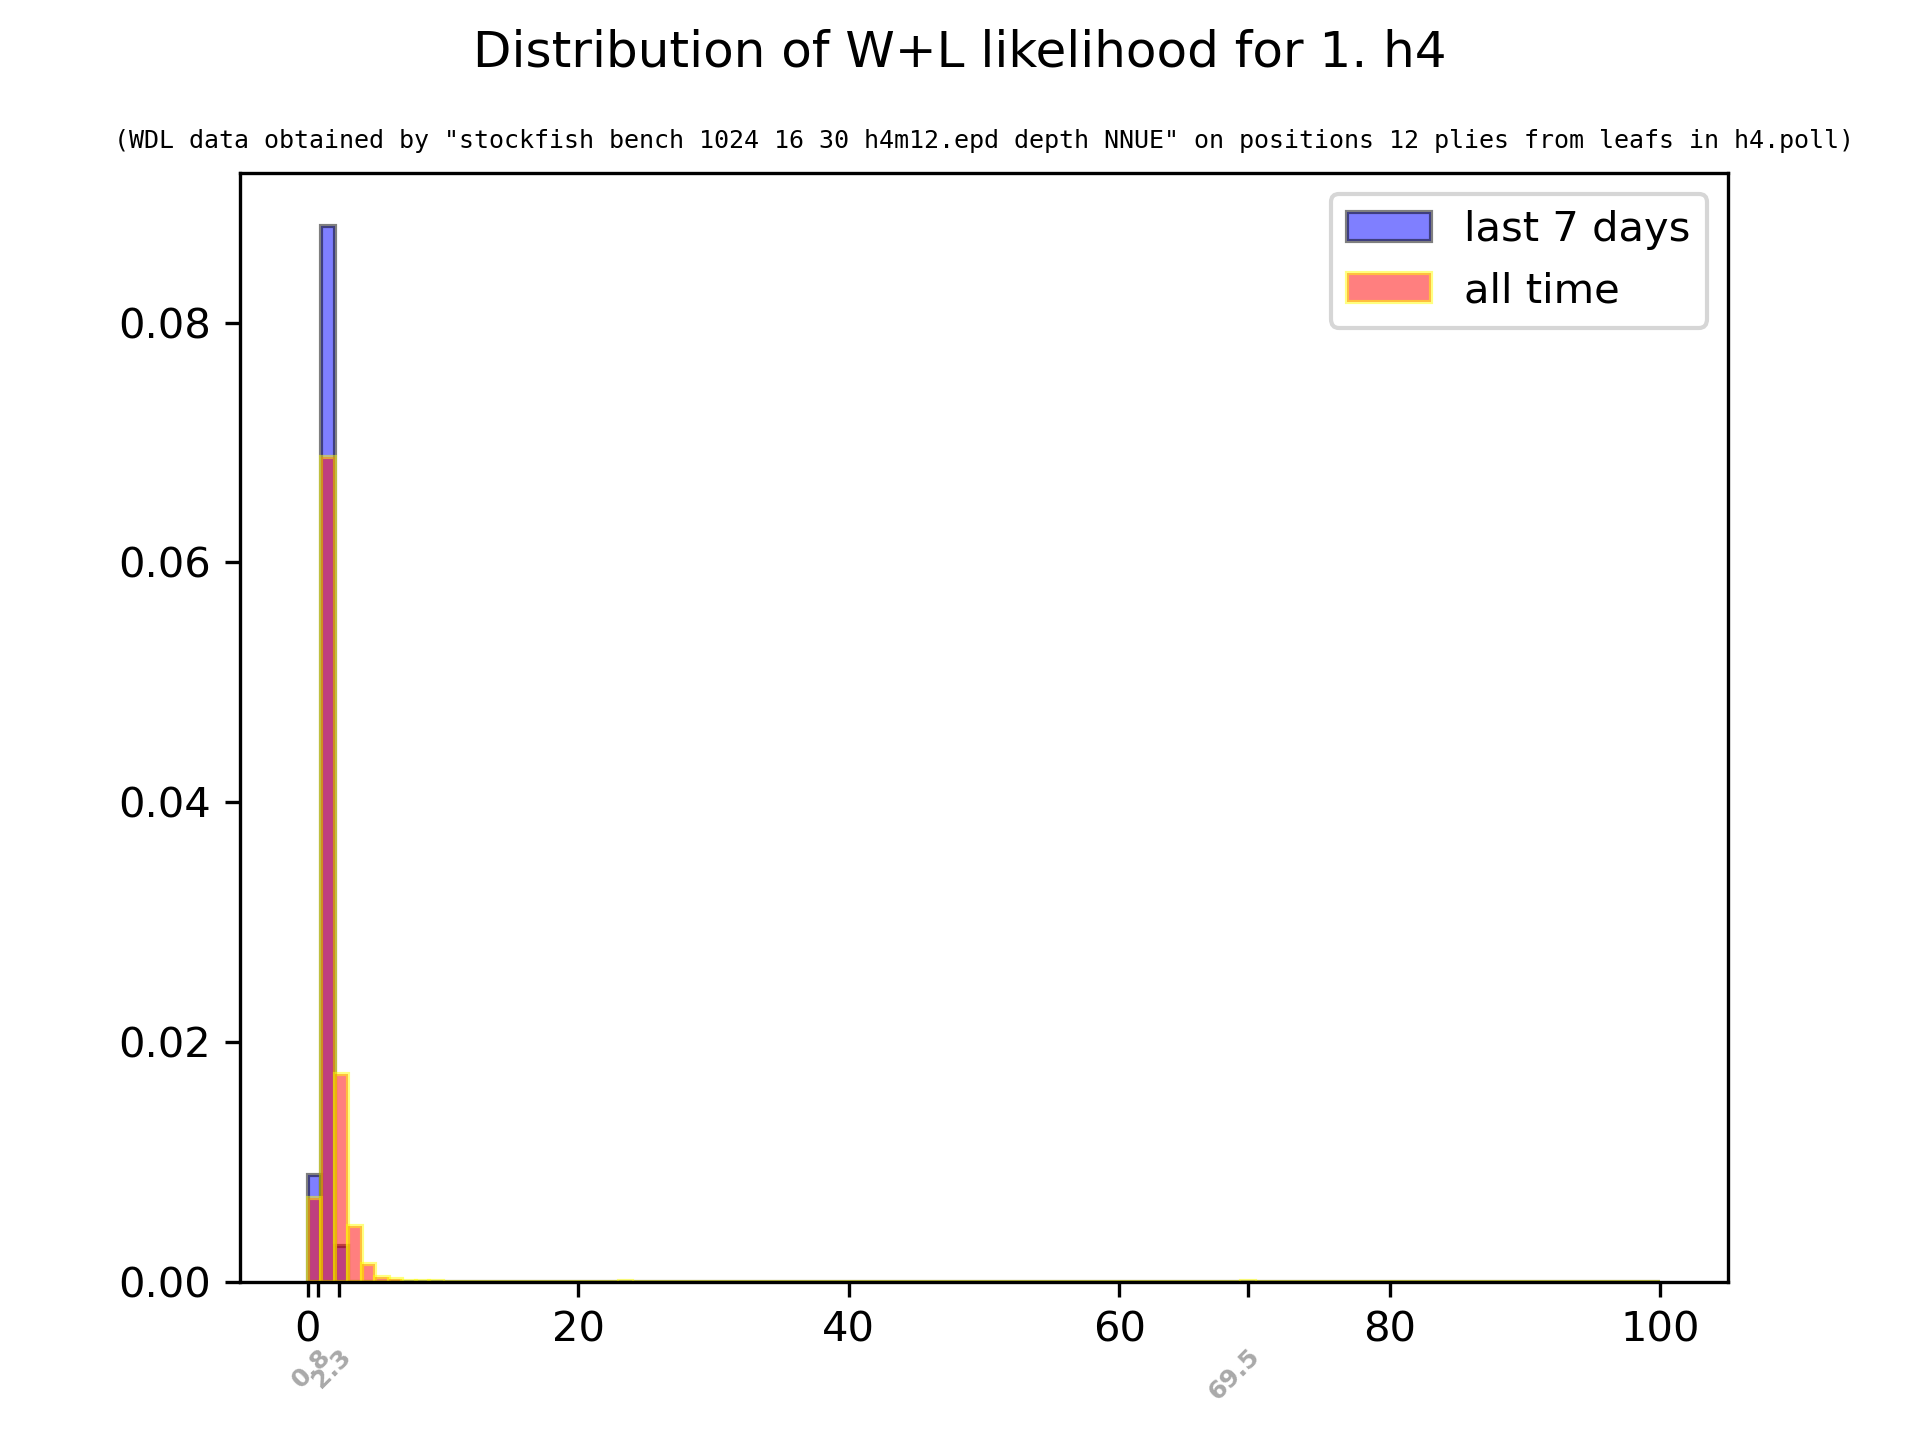 Distribution of W+L likelihood for 1. h4
(WDL data obtained by "stockfish bench 1024 16 30 h4m12.epd depth NNUE" on positions 12 plies from leafs in h4.poll)
last 7 days
all time
0.08
0.06
0.04
0.02
0.00
0 20 40 60 80 100
0.8 2.3 69.5